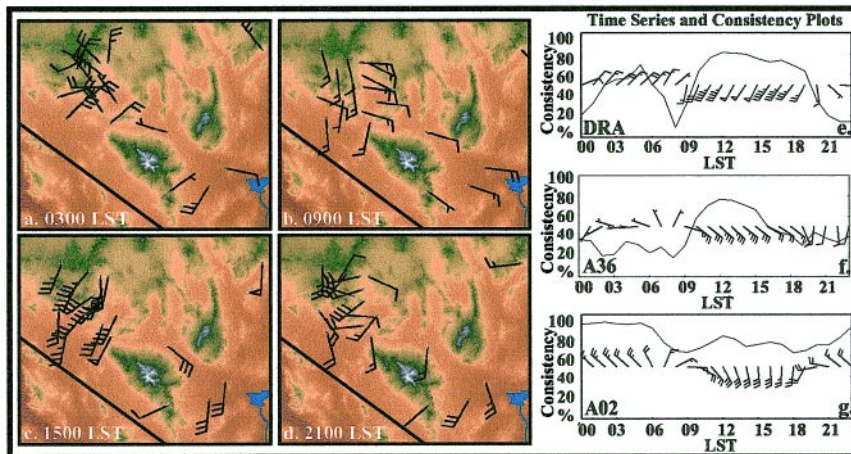 Time Series and Consistency Plots
a. 0300 LST
b. 0900 LST
c. 1500 LST
d. 2100 LST
Consistency
100
80
60
40
20
%
DRA
e.
00 03 06 09 12 15 18 21
LST
Consistecny
100
80
60
40
20
%
A36
f.
00 03 06 09 12 15 18 21
LST
Consistency
100
80
60
40
20
%
A02
g.
00 03 06 09 12 15 18 21
LST